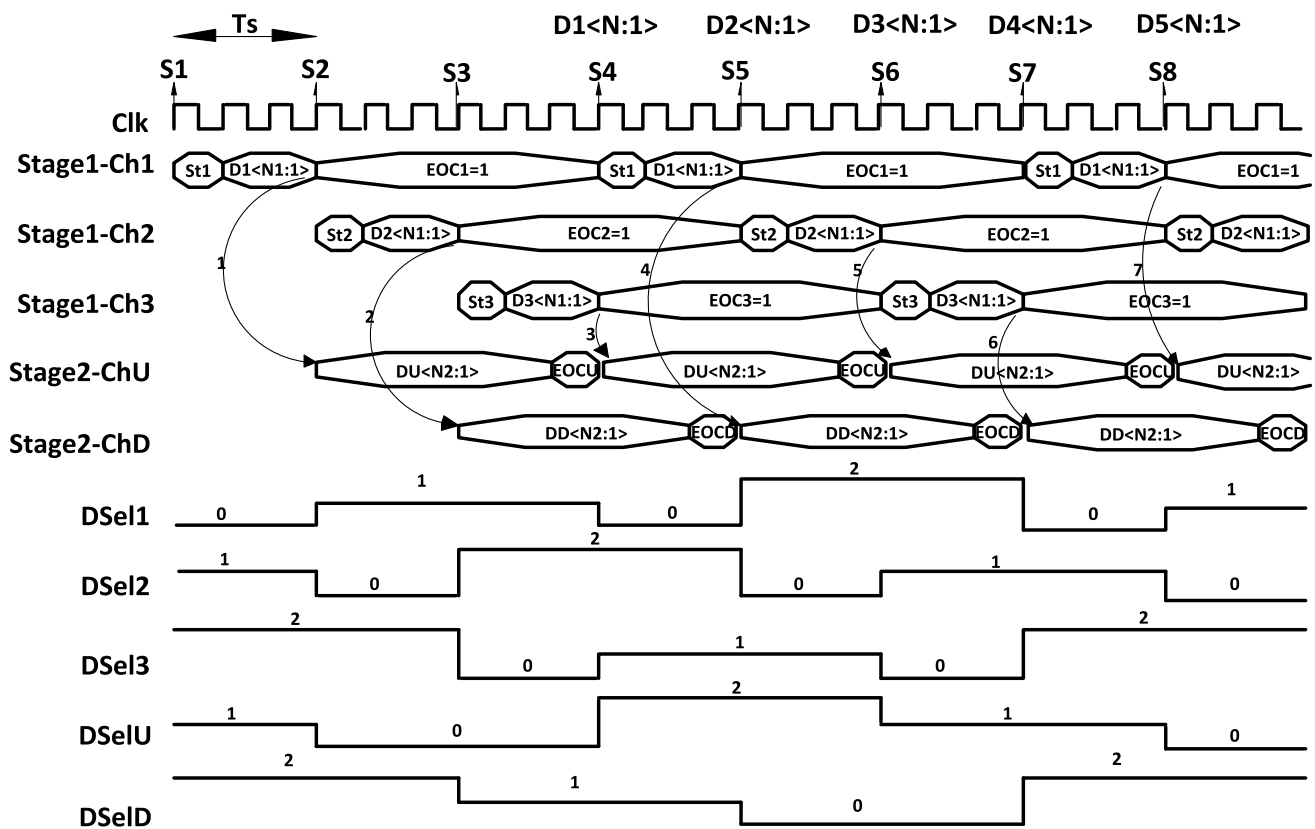 D1<N:1> D2<N:1> D3<N:1> D4<N:1> D5<N:1>
Ts
S1 S2 S3 S4 S5 S6 S7 S8
Clk
Stage1-Ch1 St1 D1<N1:1> EOC1=1 St1 D1<N1:1> EOC1=1 St1 D1<N1:1> EOC1=1
Stage1-Ch2 St2 D2<N1:1> EOC2=1 St2 D2<N1:1> EOC2=1 St2 D2<N1:1>
1 4 5 7
Stage1-Ch3 St3 D3<N1:1> EOC3=1 St3 D3<N1:1> EOC3=1
2 3 6
Stage2-ChU DU<N2:1> EOCU DU<N2:1> EOCU DU<N2:1> EOCU DU<N2:1>
Stage2-ChD DD<N2:1> EOCD DD<N2:1> EOCD DD<N2:1> EOCD
DSel1 0 1 0 2 0 1
DSel2 1 0 2 0 1 0
DSel3 2 0 1 0 2
DSelU 1 0 2 1 0
DSelD 2 1 0 2